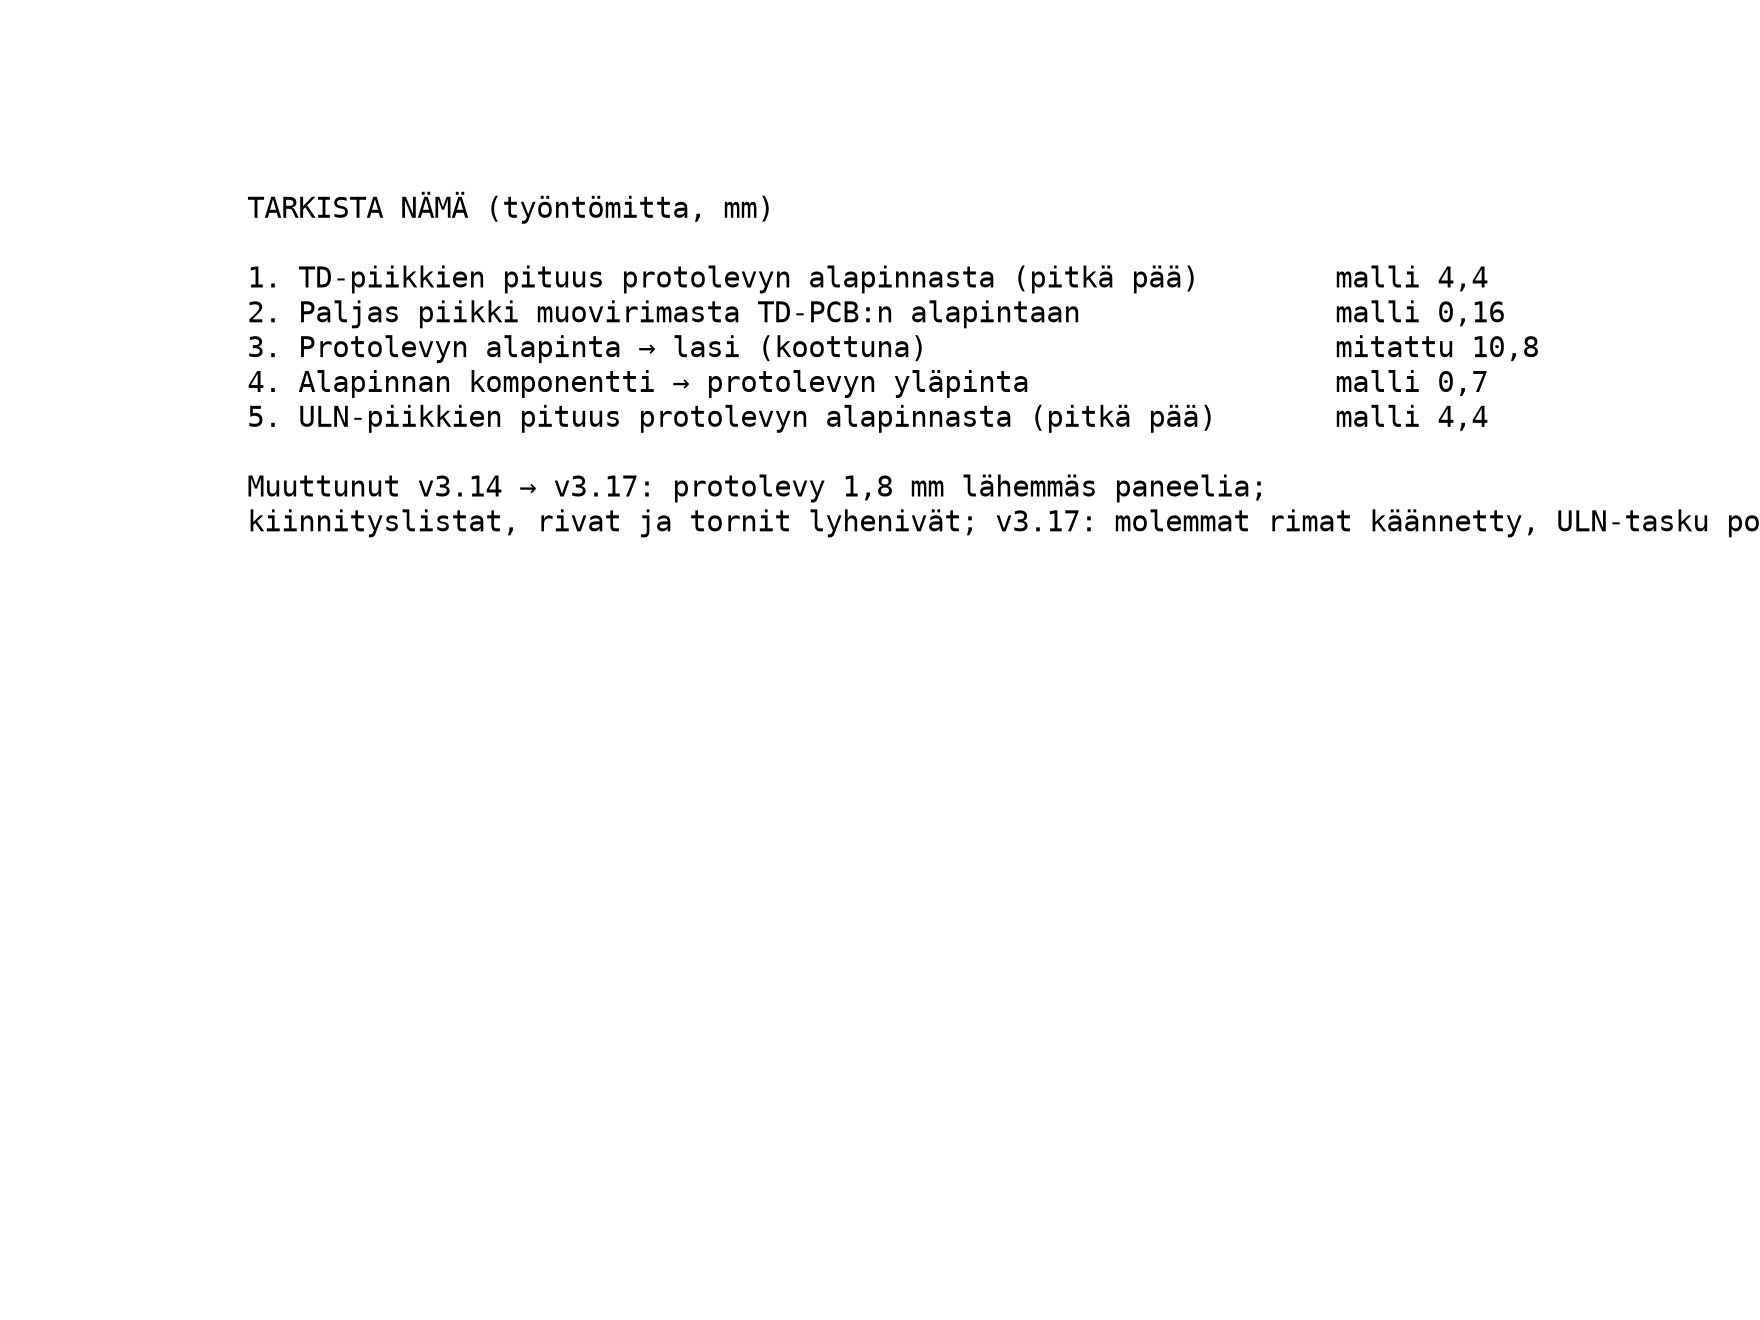 TARKISTA NÄMÄ (työntömitta, mm)
1. TD-piikkien pituus protolevyn alapinnasta (pitkä pää) malli 4,4
2. Paljas piikki muovirimasta TD-PCB:n alapintaan malli 0,16
3. Protolevyn alapinta → lasi (koottuna) mitattu 10,8
4. Alapinnan komponentti → protolevyn yläpinta malli 0,7
5. ULN-piikkien pituus protolevyn alapinnasta (pitkä pää) malli 4,4
Muuttunut v3.14 → v3.17: protolevy 1,8 mm lähemmäs paneelia;
kiinnityslistat, rivat ja tornit lyhenivät; v3.17: molemmat rimat käännetty, ULN-tasku